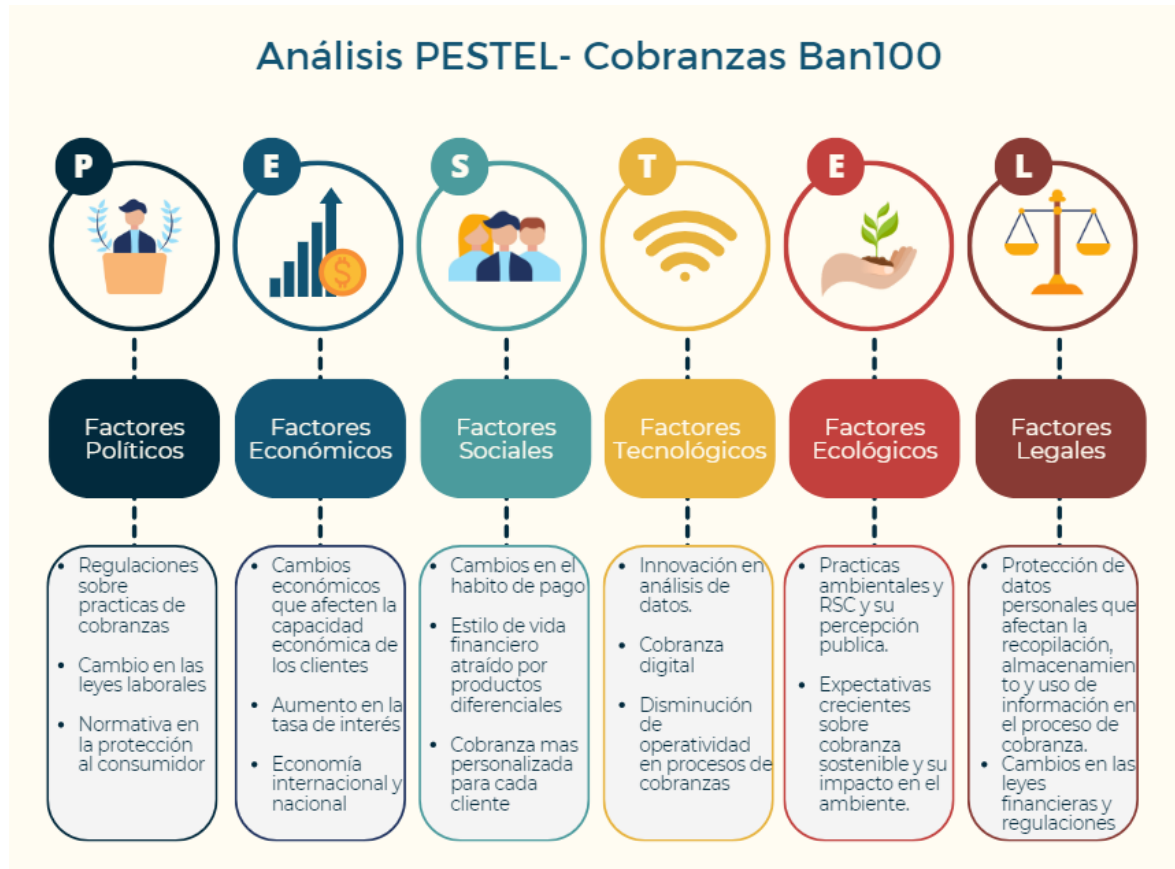 Análisis PESTEL- Cobranzas Ban100
P
E
S
T
E
L
Factores
Políticos
Factores
Económicos
Factores
Sociales
Factores
Tecnológicos
Factores
Ecológicos
Factores
Legales
• Regulaciones
sobre
practicas de
cobranzas
• Cambio en las
leyes laborales
• Normativa en
la protección
al consumidor
• Cambios
económicos
que afecten la
capacidad
económica de
los clientes
• Aumento en la
tasa de interés
• Economía
internacional y
nacional
• Cambios en el
habito de pago
• Estilo de vida
financiero
atraído por
productos
diferenciales
• Cobranza mas
personalizada
para cada
cliente
• Innovación en
análisis de
datos.
• Cobranza
digital
• Disminución
de
operatividad
en procesos de
cobranzas
• Practicas
ambientales y
RSC y su
percepción
publica.
• Expectativas
crecientes
sobre
cobranza
sostenible y su
impacto en el
ambiente.
• Protección de
datos
personales que
afectan la
recopilación,
almacenamien
to y uso de
información en
el proceso de
cobranza.
• Cambios en las
leyes
financieras y
regulaciones